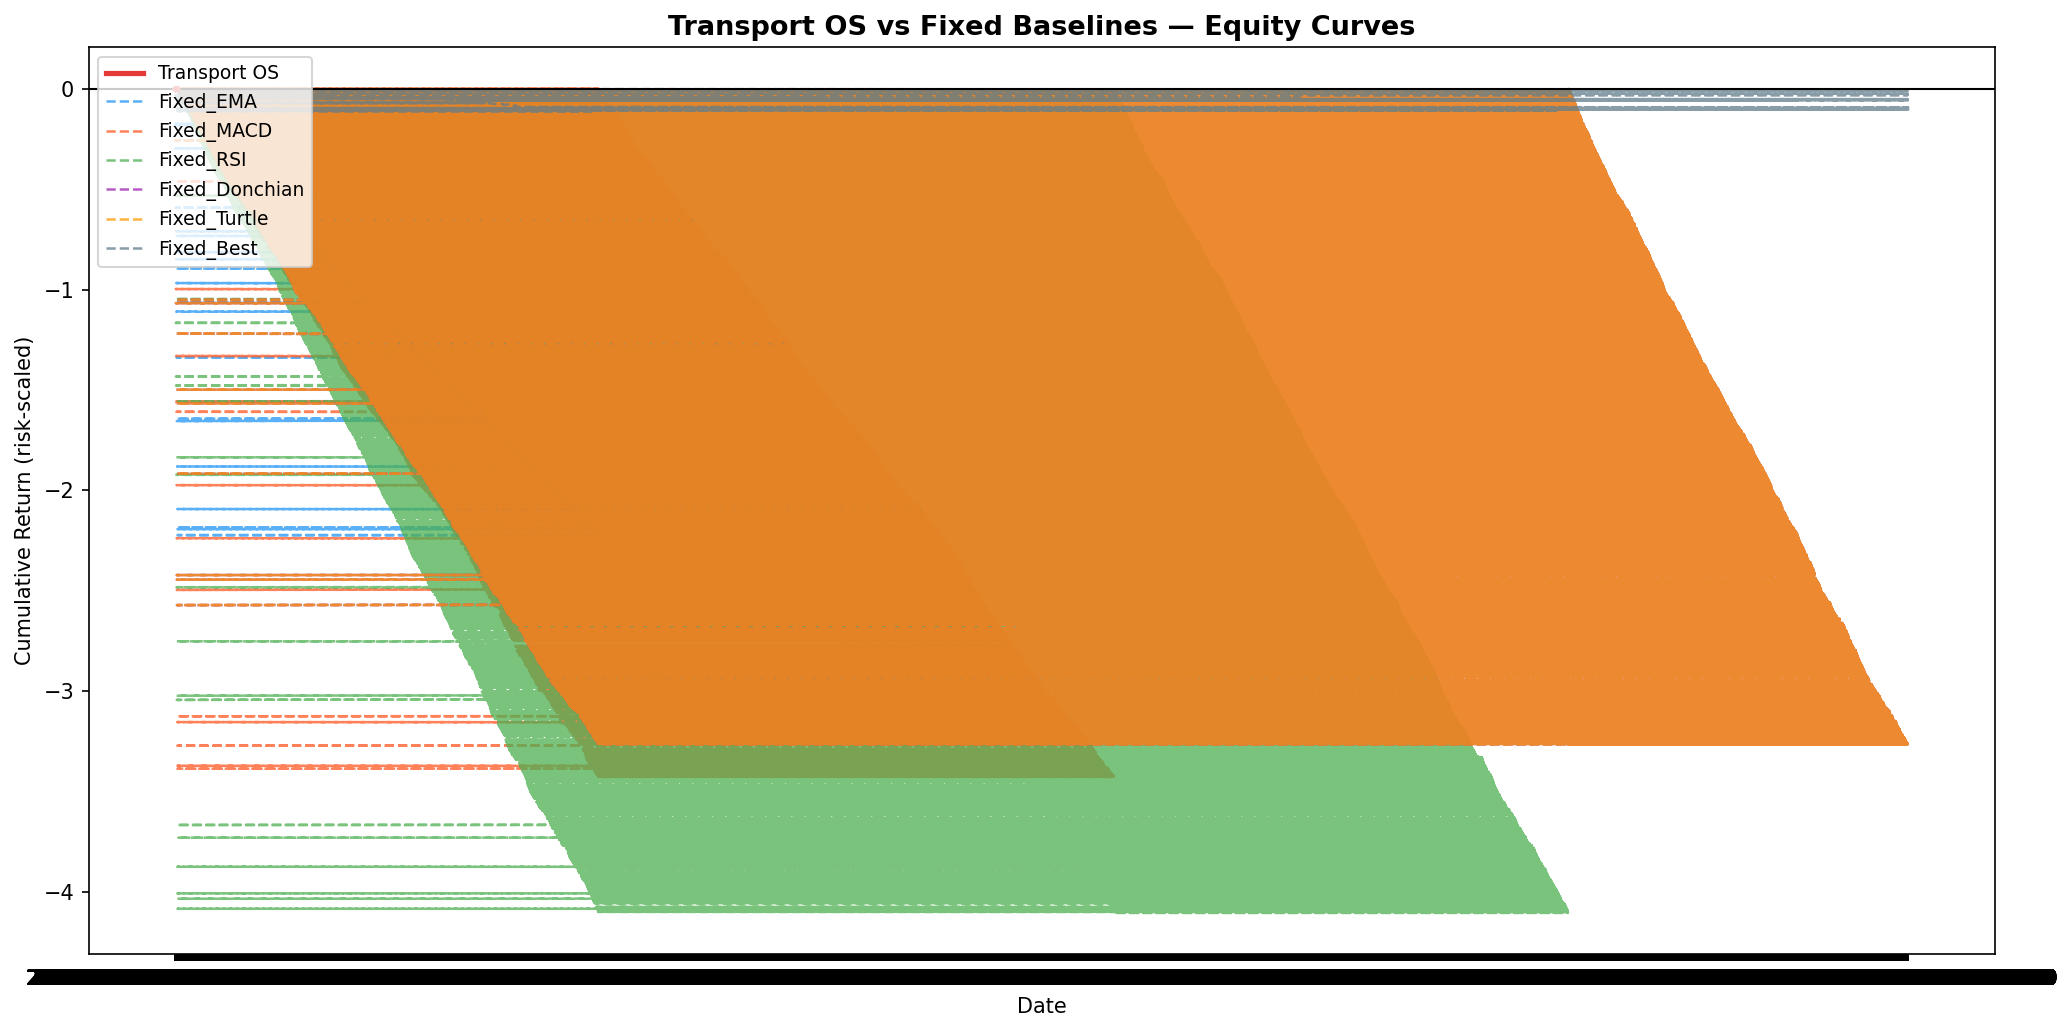 Transport OS vs Fixed Baselines — Equity Curves
Transport OS
Fixed_EMA
Fixed_MACD
Fixed_RSI
Fixed_Donchian
Fixed_Turtle
Fixed_Best
0
−1
−2
−3
−4
Cumulative Return (risk-scaled)
Date